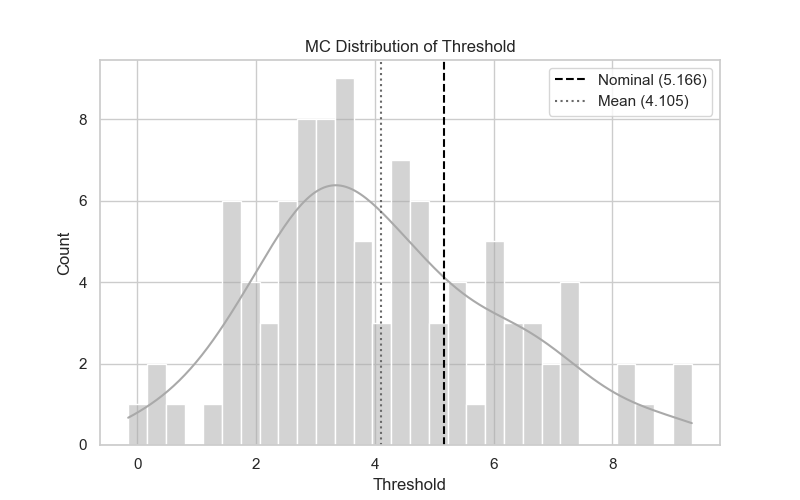 MC Distribution of Threshold
Nominal (5.166)
Mean (4.105)
Count
8
6
4
2
0
0 2 4 6 8
Threshold